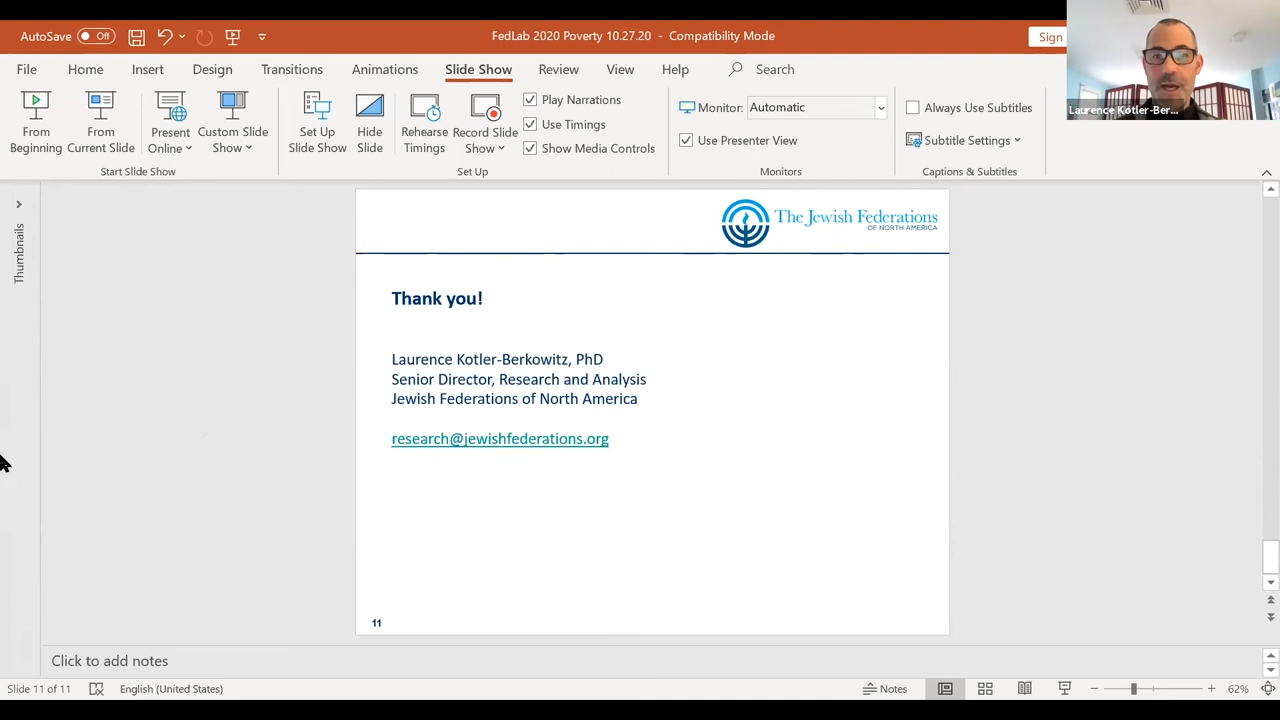 AutoSave Off
FedLab 2020 Poverty 10.27.20 - Compatibility Mode
Sign
File Home Insert Design Transitions Animations Slide Show Review View Help Search
From Beginning
From Current Slide
Present Online
Custom Slide Show
Start Slide Show
Set Up Slide Show
Hide Slide
Rehearse Timings
Record Slide Show
Play Narrations
Use Timings
Show Media Controls
Set Up
Monitor: Automatic
Use Presenter View
Monitors
Always Use Subtitles
Subtitle Settings
Captions & Subtitles
Laurence Kotler-Ber...
Thumbnails
The Jewish Federations
OF NORTH AMERICA
Thank you!
Laurence Kotler-Berkowitz, PhD
Senior Director, Research and Analysis
Jewish Federations of North America
research@jewishfederations.org
11
Click to add notes
Slide 11 of 11 English (United States) Notes 62%